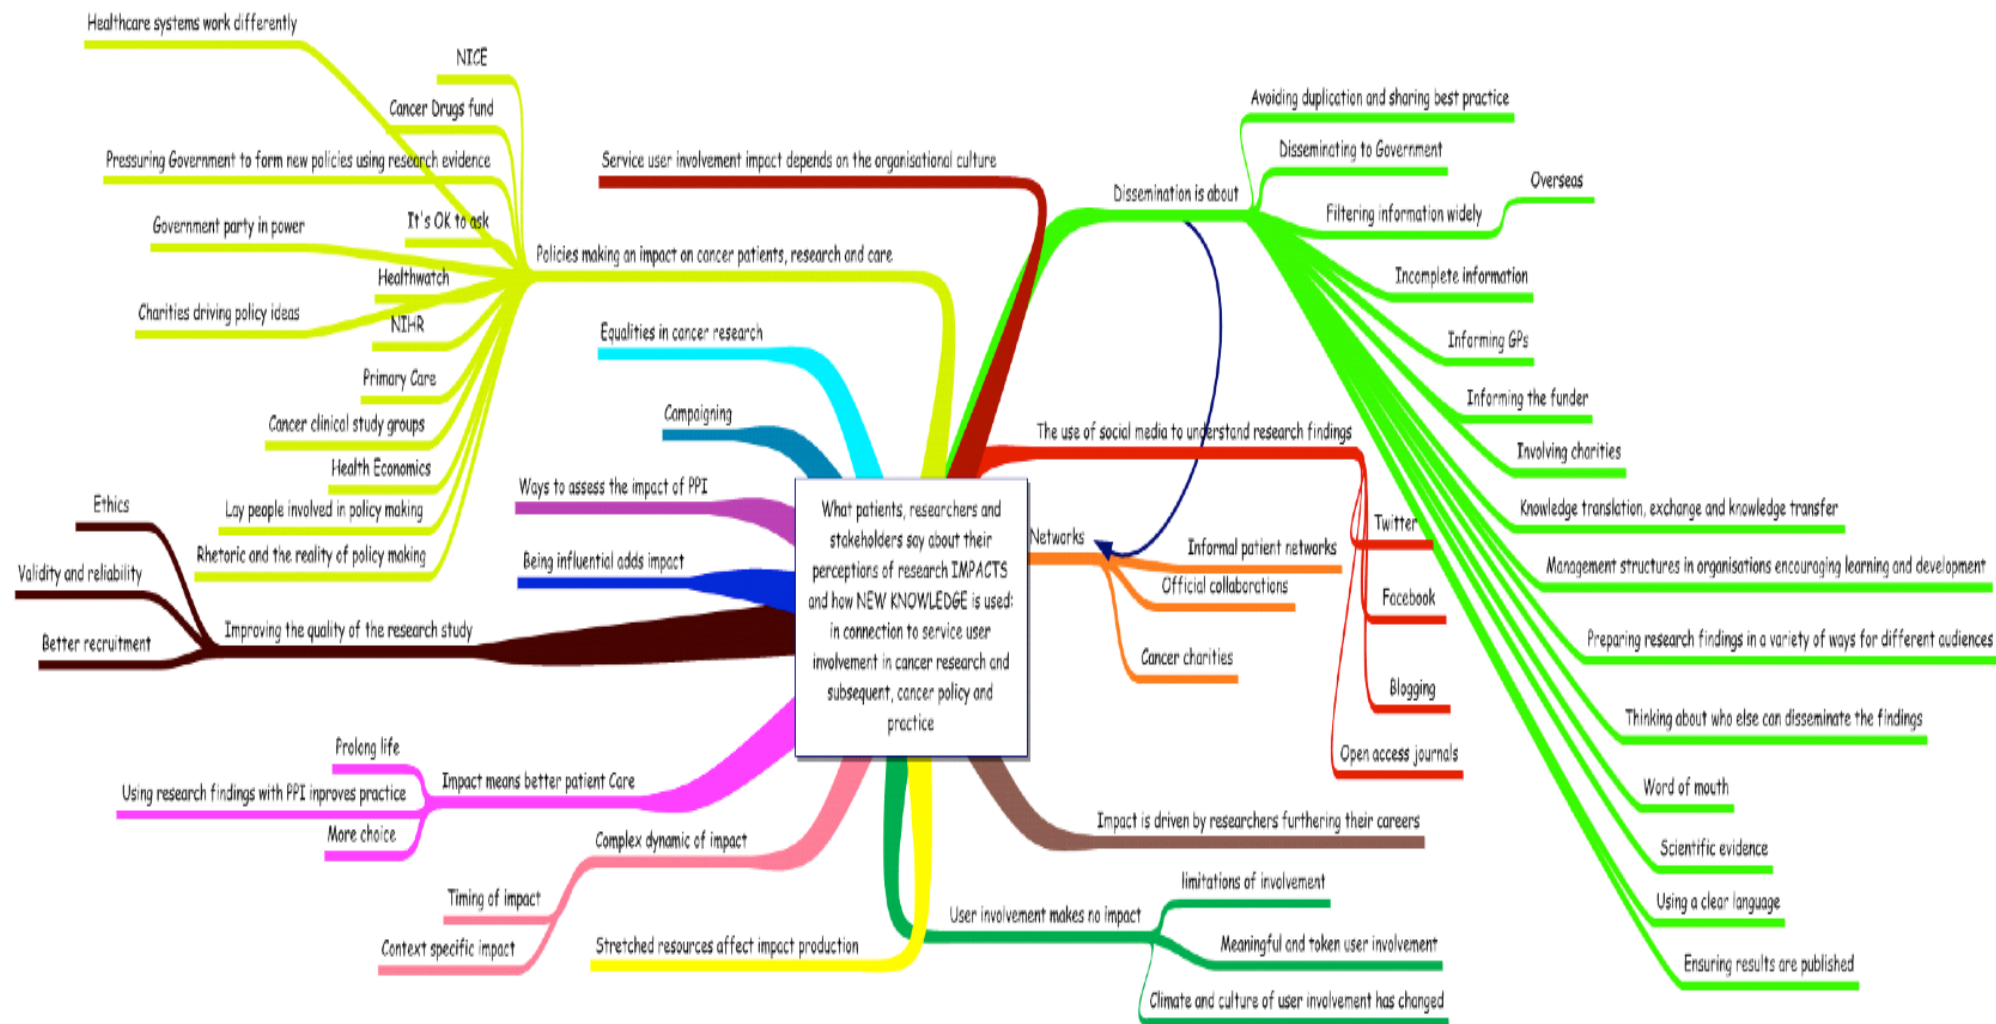 Healthcare systems work differently
NICE
Cancer Drugs fund
Pressuring Government to form new policies using research evidence
It's OK to ask
Government party in power
Healthwatch
Charities driving policy ideas
NIHR
Primary Care
Cancer clinical study groups
Health Economics
Lay people involved in policy making
Rhetoric and the reality of policy making
Policies making an impact on cancer patients, research and care
Service user involvement impact depends on the organisational culture
Equalities in cancer research
Campaigning
Ways to assess the impact of PPI
Being influential adds impact
Ethics
Validity and reliability
Better recruitment
Improving the quality of the research study
Prolong life
Using research findings with PPI inproves practice
More choice
Impact means better patient Care
Complex dynamic of impact
Timing of impact
Context specific impact
Stretched resources affect impact production
What patients, researchers and
stakeholders say about their
perceptions of research IMPACTS
and how NEW KNOWLEDGE is used:
in connection to service user
involvement in cancer research and
subsequent, cancer policy and
practice
Dissemination is about
Avoiding duplication and sharing best practice
Disseminating to Government
Filtering information widely
Overseas
Incomplete information
Informing GPs
Informing the funder
Involving charities
Knowledge translation, exchange and knowledge transfer
Management structures in organisations encouraging learning and development
Preparing research findings in a variety of ways for different audiences
Thinking about who else can disseminate the findings
Word of mouth
Scientific evidence
Using a clear language
Ensuring results are published
The use of social media to understand research findings
Twitter
Facebook
Blogging
Open access journals
Networks
Informal patient networks
Official collaborations
Cancer charities
Impact is driven by researchers furthering their careers
User involvement makes no impact
limitations of involvement
Meaningful and token user involvement
Climate and culture of user involvement has changed